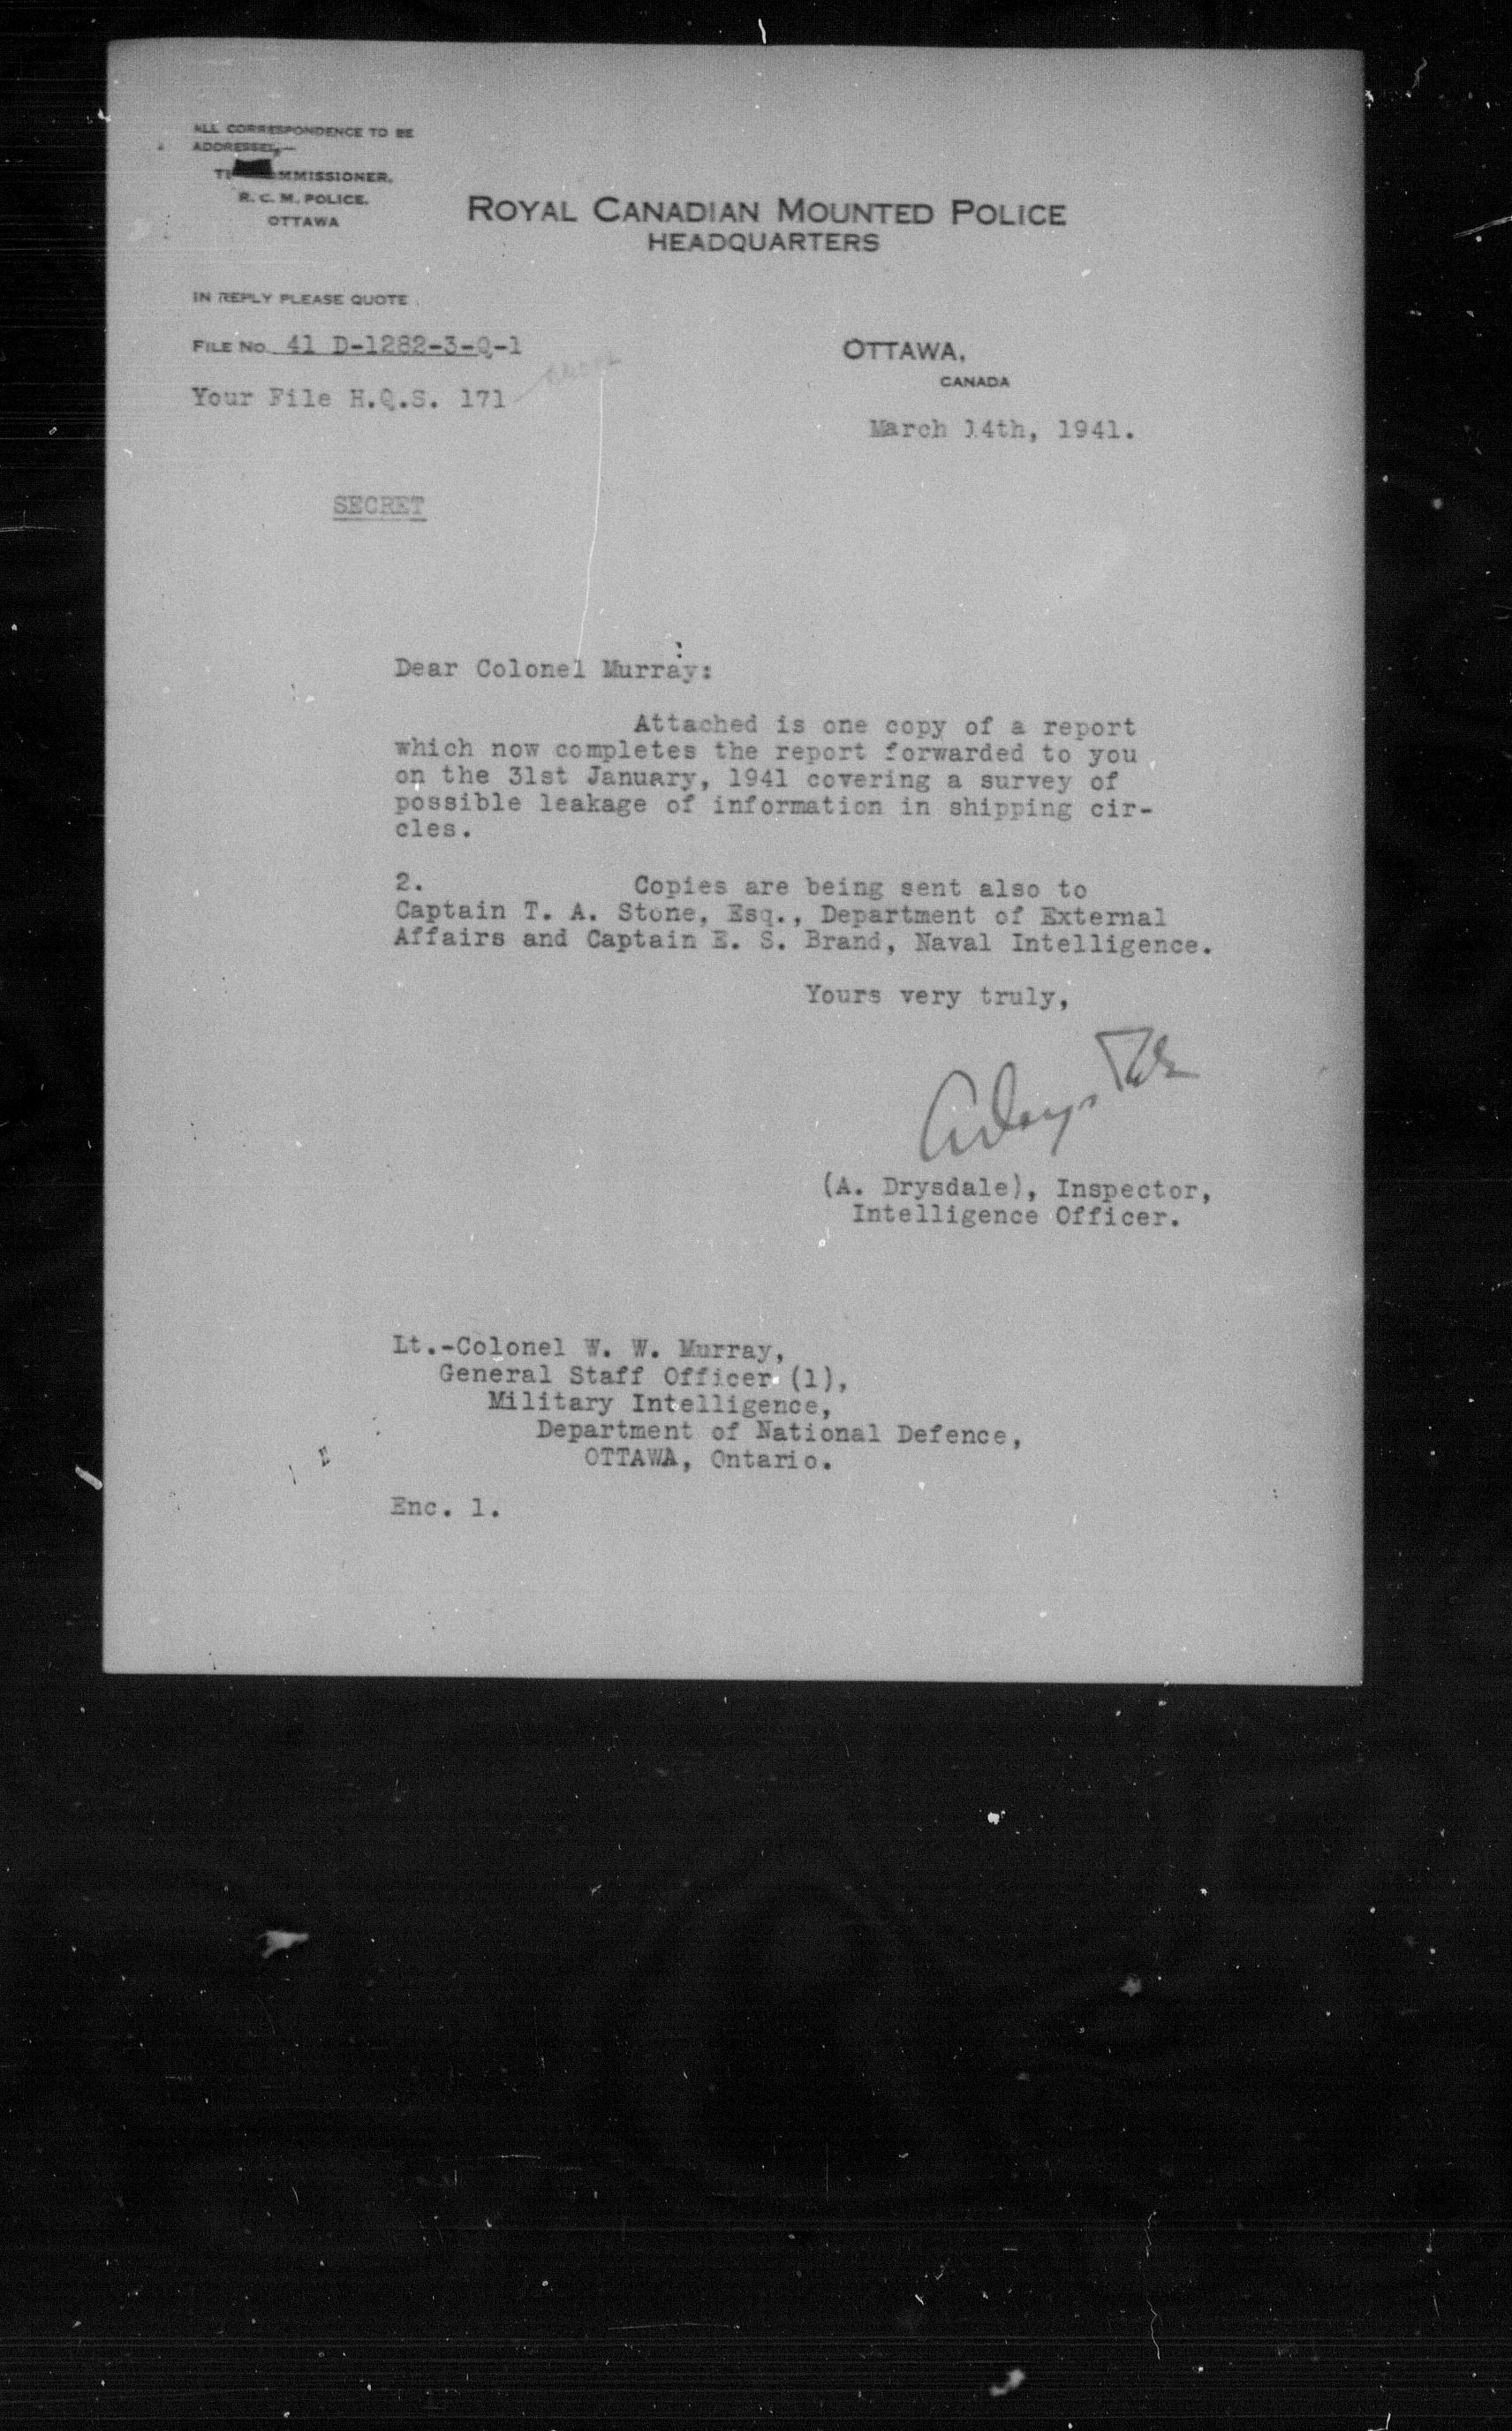 ALL CORRESPONDENCE TO BE
ADDRESSED,—
COMMISSIONER,
R. C. M. POLICE.
OTTAWA
ROYAL CANADIAN MOUNTED POLICE
HEADQUARTERS
IN REPLY PLEASE QUOTE
FILE NO. 41 D-1282-3-Q-1
Your File H.Q.S. 171
OTTAWA,
CANADA
March 14th, 1941.
SECRET
Dear Colonel Murray:
Attached is one copy of a report
which now completes the report forwarded to you
on the 31st January, 1941 covering a survey of
possible leakage of information in shipping cir-
cles.
2. Copies are being sent also to
Captain T. A. Stone, Esq., Department of External
Affairs and Captain E. S. Brand, Naval Intelligence.
Yours very truly,
(A. Drysdale), Inspector,
Intelligence Officer.
Lt.-Colonel W. W. Murray,
General Staff Officer (1),
Military Intelligence,
Department of National Defence,
OTTAWA, Ontario.
Enc. 1.